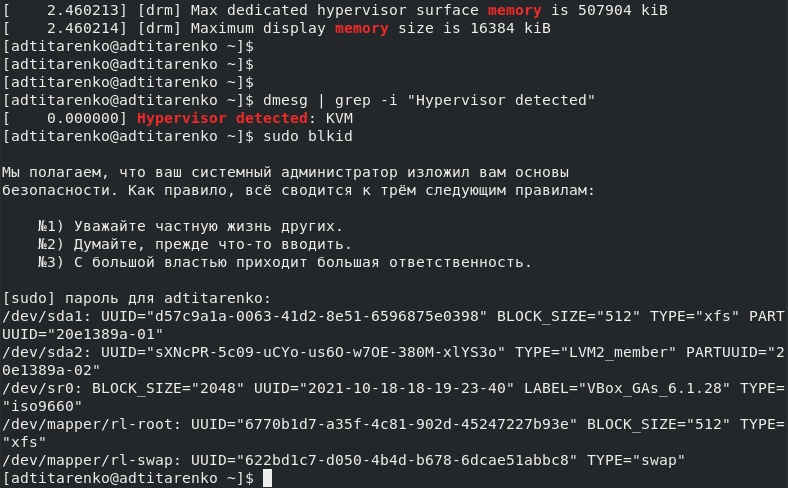 [    2.460213] [drm] Max dedicated hypervisor surface memory is 507904 kiB
[    2.460214] [drm] Maximum display memory size is 16384 kiB
[adtitarenko@adtitarenko ~]$
[adtitarenko@adtitarenko ~]$
[adtitarenko@adtitarenko ~]$
[adtitarenko@adtitarenko ~]$ dmesg | grep -i "Hypervisor detected"
[    0.000000] Hypervisor detected: KVM
[adtitarenko@adtitarenko ~]$ sudo blkid
Мы полагаем, что ваш системный администратор изложил вам основы
безопасности. Как правило, всё сводится к трём следующим правилам:
№1) Уважайте частную жизнь других.
№2) Думайте, прежде что-то вводить.
№3) С большой властью приходит большая ответственность.
[sudo] пароль для adtitarenko:
/dev/sda1: UUID="d57c9a1a-0063-41d2-8e51-6596875e0398" BLOCK_SIZE="512" TYPE="xfs" PART
UUID="20e1389a-01"
/dev/sda2: UUID="sXNcPR-5c09-uCYo-us6O-w7OE-380M-xlYS3o" TYPE="LVM2_member" PARTUUID="2
0e1389a-02"
/dev/sr0: BLOCK_SIZE="2048" UUID="2021-10-18-18-19-23-40" LABEL="VBox_GAs_6.1.28" TYPE=
"iso9660"
/dev/mapper/rl-root: UUID="6770b1d7-a35f-4c81-902d-45247227b93e" BLOCK_SIZE="512" TYPE=
"xfs"
/dev/mapper/rl-swap: UUID="622bd1c7-d050-4b4d-b678-6dcae51abbc8" TYPE="swap"
[adtitarenko@adtitarenko ~]$